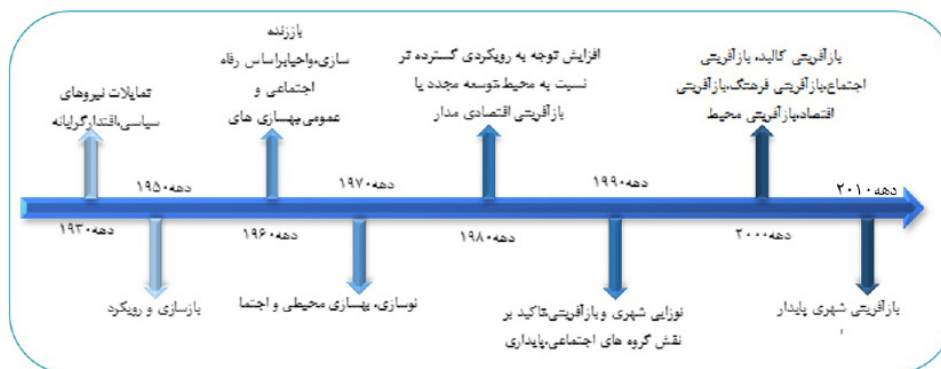 تمایلات نیروهای
سیاسی،اقتدارگرایانه
باززنده
سازی،واحیابراساس رفاه
اجتماعی و
عمومی،بهسازی های
افزایش توجه به رویکردی گسترده تر
نسبت به محیط،توسعه مجدد یا
بازآفرینی اقتصادی مدار
بازآفرینی کالبد، بازآفرینی
اجتماع،بازآفرینی فرهنگ،بازآفرینی
اقتصاد،بازآفرینی محیط
دهه۱۹۵۰
دهه۱۹۷۰
دهه۱۹۹۰
دهه۲۰۱۰
دهه۱۹۳۰
دهه۱۹۶۰
دهه۱۹۸۰
دهه۲۰۰۰
بازسازی و رویکرد
نوسازی، بهسازی محیطی و اجتما
نوزایی شهری و بازآفرینی،تاکید بر
نقش گروه های اجتماعی،پایداری
بازآفرینی شهری پایدار